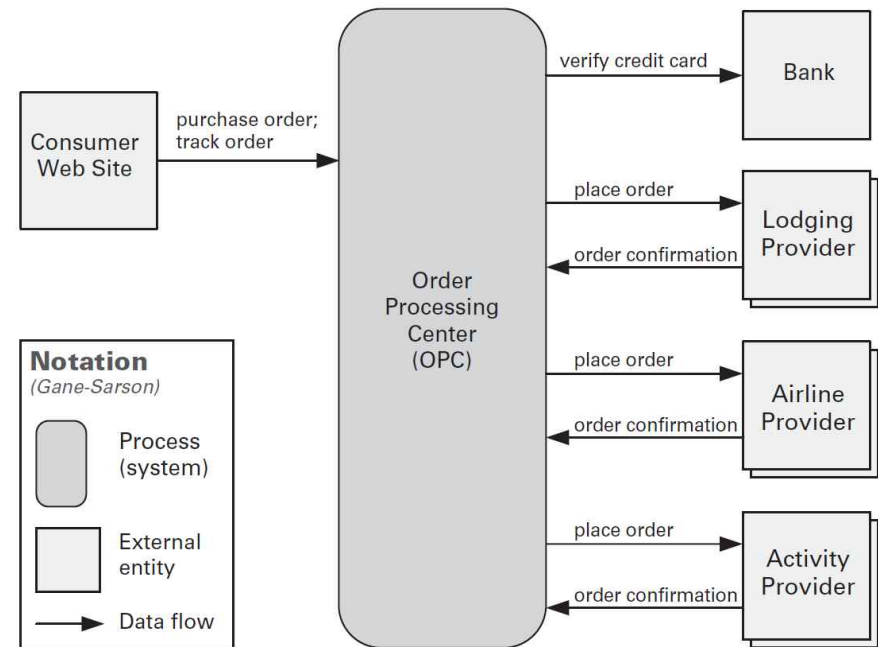 Consumer
Web Site
purchase order;
track order
Order
Processing
Center
(OPC)
verify credit card
Bank
place order
order confirmation
Lodging
Provider
place order
order confirmation
Airline
Provider
place order
order confirmation
Activity
Provider
Notation
(Gane-Sarson)
Process
(system)
External
entity
Data flow